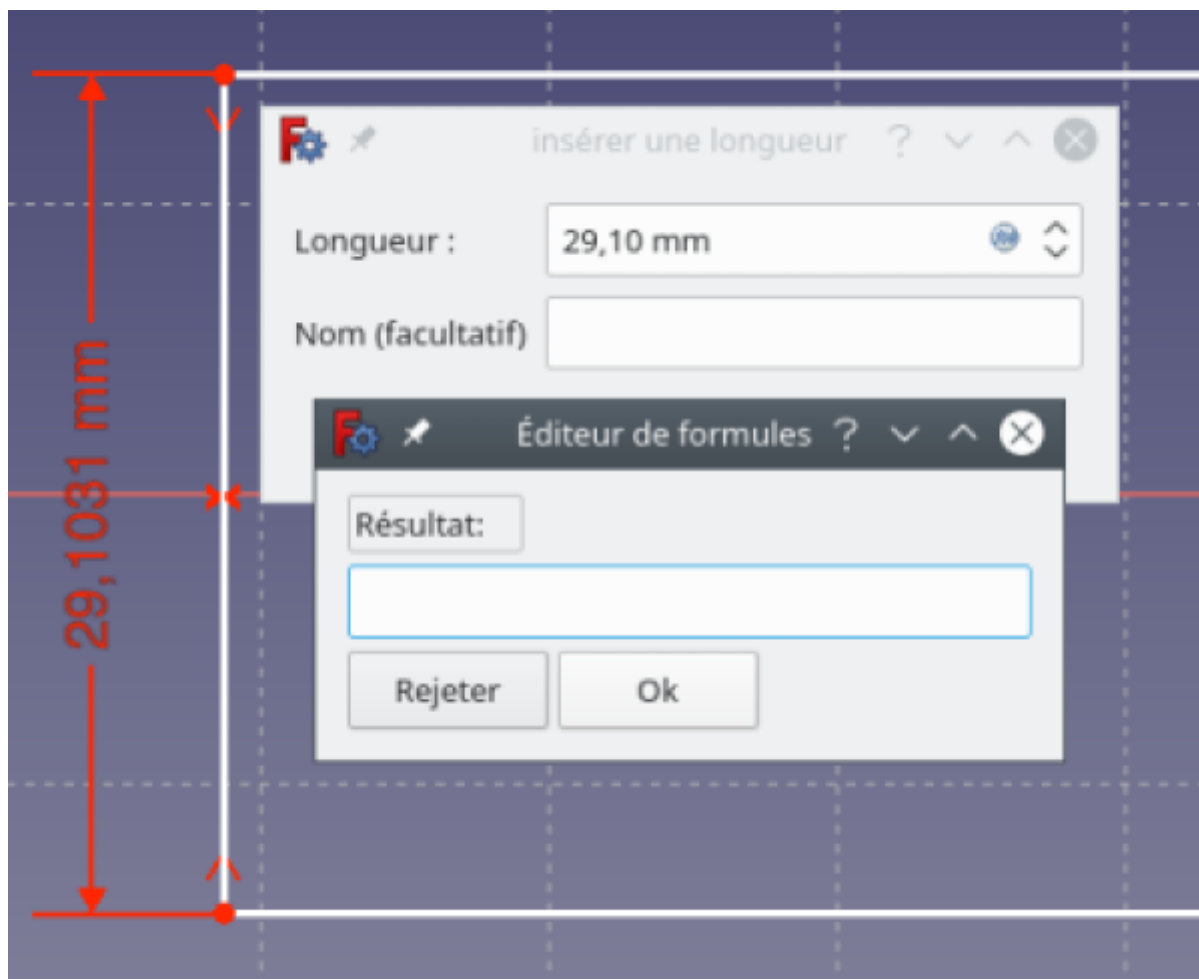 insérer une longueur
Longueur :
29,10 mm
Nom (facultatif)
29,1031 mm
Éditeur de formules
Résultat:
Rejeter
Ok